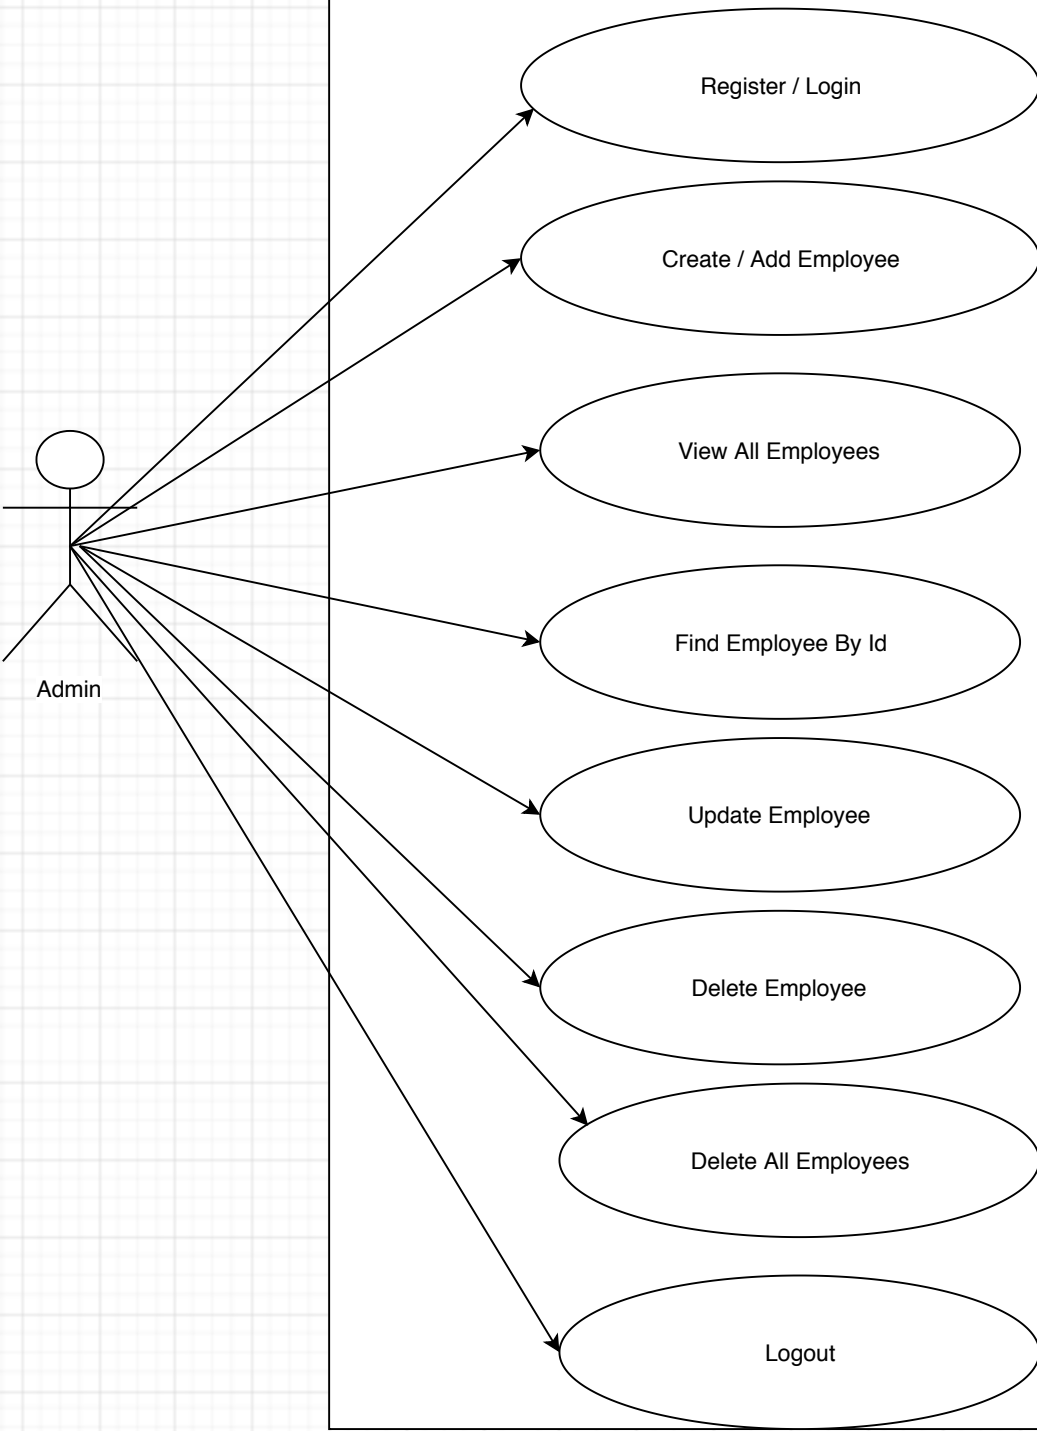 Register / Login
Create / Add Employee
View All Employees
Find Employee By Id
Admin
Update Employee
Delete Employee
Delete All Employees
Logout